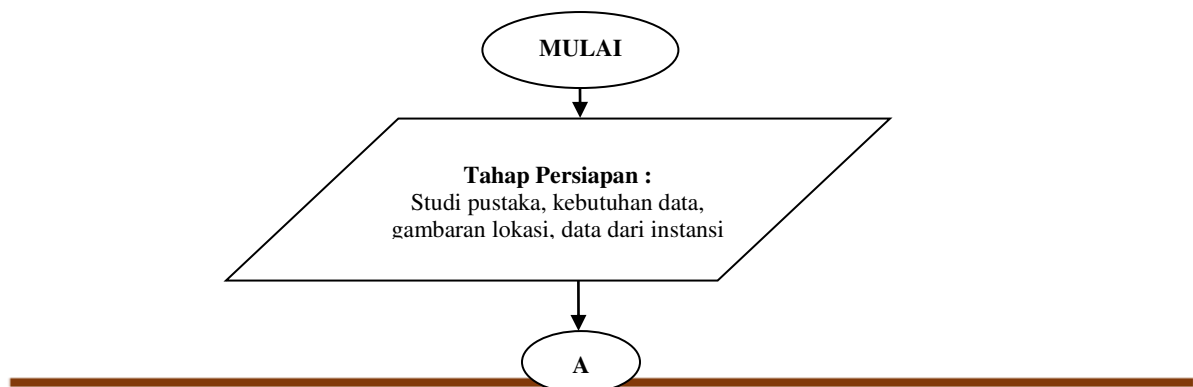 MULAI
Tahap Persiapan :
Studi pustaka, kebutuhan data,
gambaran lokasi, data dari instansi
A